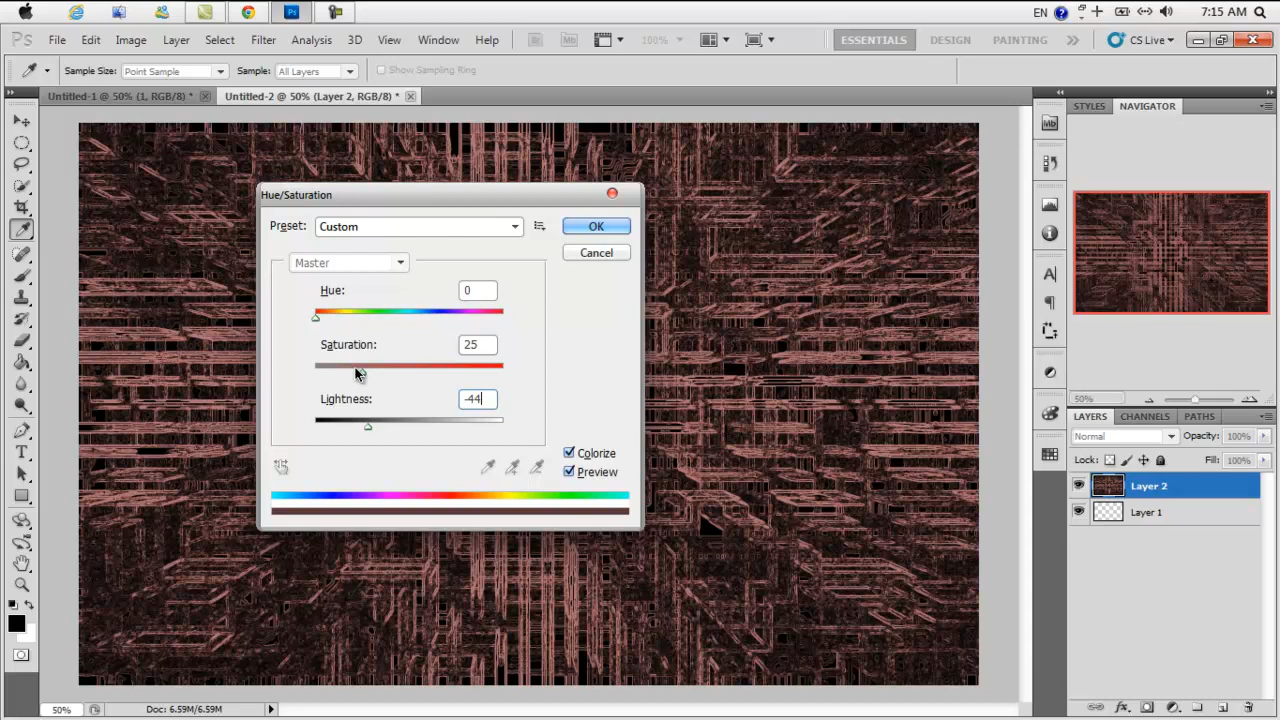 EN
7:15 AM
Ps File Edit Image Layer Select Filter Analysis 3D View Window Help
Mb
100%
ESSENTIALS DESIGN PAINTING CS Live
Sample Size: Point Sample Sample: All Layers Show Sampling Ring
Untitled-1 @ 50% (1, RGB/8) * Untitled-2 @ 50% (Layer 2, RGB/8) *
STYLES NAVIGATOR
Mb
Hue/Saturation
Preset: Custom OK
Cancel
Master
Hue: 0
Saturation: 25
Lightness: -44
Colorize
Preview
50%
LAYERS CHANNELS PATHS
Normal Opacity: 100%
Lock: Fill: 100%
Layer 2
Layer 1
50% Doc: 6.59M/6.59M